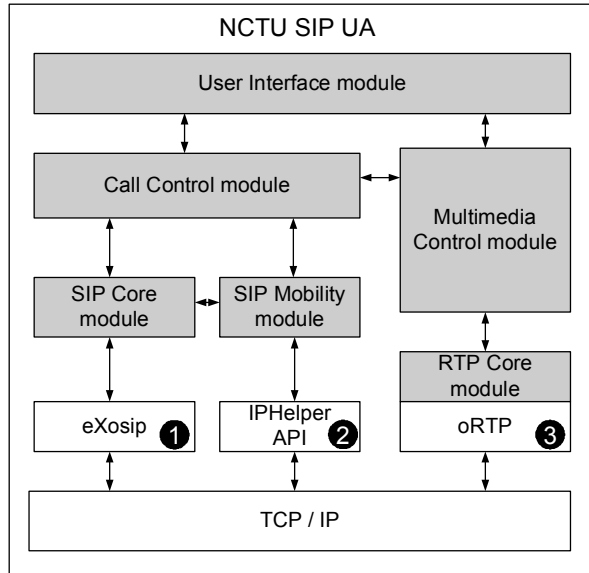 NCTU SIP UA
User Interface module
Call Control module
Multimedia
Control module
SIP Core
module
SIP Mobility
module
RTP Core
module
eXosip
1
IPHelper
API
2
oRTP
3
TCP / IP